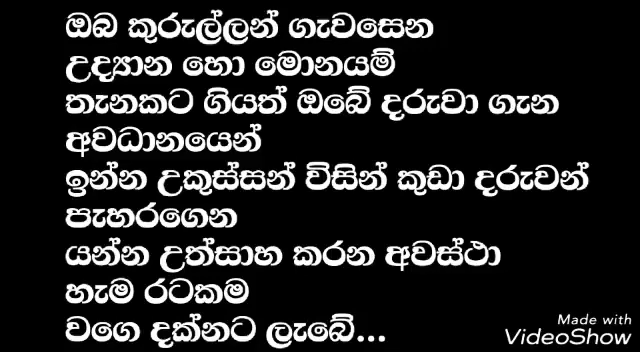 ඔබ කුරුල්ලන් ගැවසෙන
උද්‍යාන හො මොනයම්
තැනකට ගියත් ඔබේ දරුවා ගැන
අවධානයෙන්
ඉන්න උකුස්සන් විසින් කුඩා දරුවන්
පැහරගෙන
යන්න උත්සාහ කරන අවස්ථා
හැම රටකම
වගෙ දක්නට ලැබේ...
Made with
VideoShow